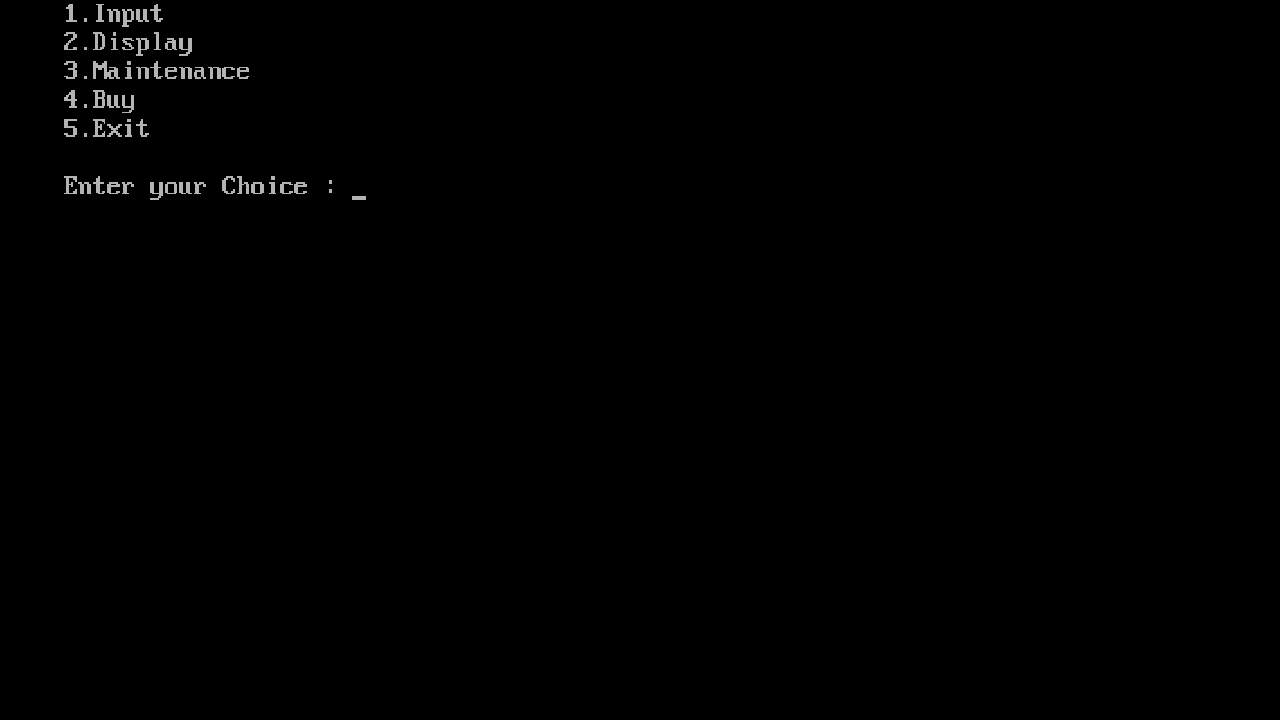 1.Input
2.Display
3.Maintenance
4.Buy
5.Exit
Enter your Choice : _